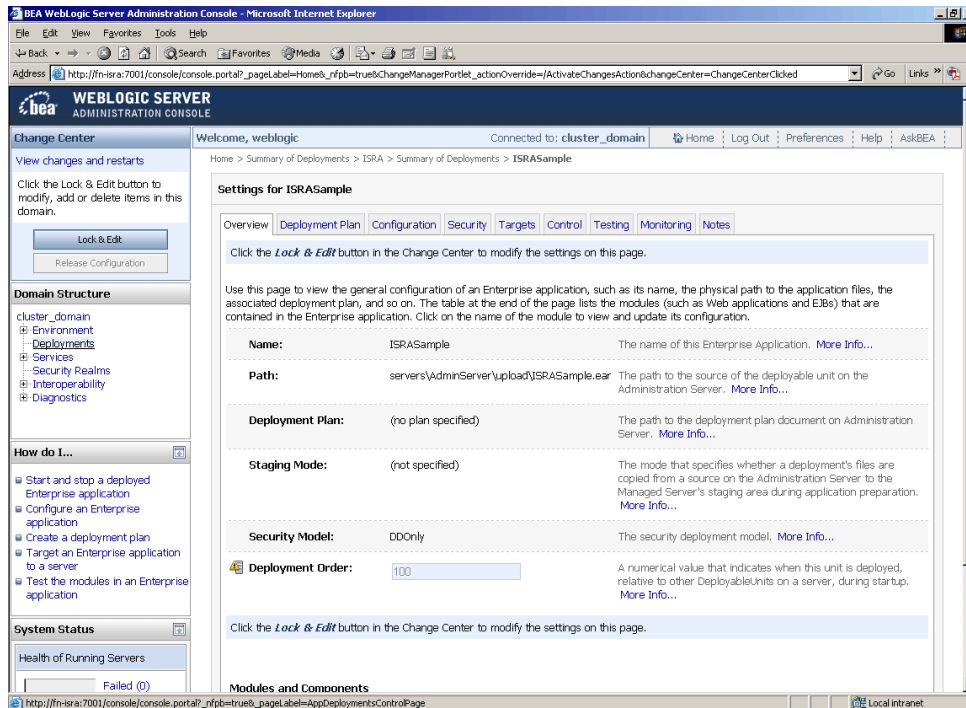 BEA WebLogic Server Administration Console - Microsoft Internet Explorer
File Edit View Favorites Tools Help
Back Search Favorites Media
Address http://fn-isra:7001/console/console.portal?_pageLabel=Home&_nfpb=true&ChangeManagerPortlet_actionOverride=/ActivateChangesAction&changeCenter=ChangeCenterClicked Go Links »
bea WEBLOGIC SERVER
ADMINISTRATION CONSOLE
Change Center
View changes and restarts
Click the Lock & Edit button to
modify, add or delete items in this
domain.
Lock & Edit
Release Configuration
Domain Structure
cluster_domain
Environment
Deployments
Services
Security Realms
Interoperability
Diagnostics
How do I...
Start and stop a deployed
Enterprise application
Configure an Enterprise
application
Create a deployment plan
Target an Enterprise application
to a server
Test the modules in an Enterprise
application
System Status
Health of Running Servers
Failed (0)
Welcome, weblogic Connected to: cluster_domain Home Log Out Preferences Help AskBEA
Home > Summary of Deployments > ISRA > Summary of Deployments > ISRASample
Settings for ISRASample
Overview Deployment Plan Configuration Security Targets Control Testing Monitoring Notes
Click the Lock & Edit button in the Change Center to modify the settings on this page.
Use this page to view the general configuration of an Enterprise application, such as its name, the physical path to the application files, the
associated deployment plan, and so on. The table at the end of the page lists the modules (such as Web applications and EJBs) that are
contained in the Enterprise application. Click on the name of the module to view and update its configuration.
Name: ISRASample The name of this Enterprise Application. More Info...
Path: servers\AdminServer\upload\ISRASample.ear The path to the source of the deployable unit on the
Administration Server. More Info...
Deployment Plan: (no plan specified) The path to the deployment plan document on Administration
Server. More Info...
Staging Mode: (not specified) The mode that specifies whether a deployment's files are
copied from a source on the Administration Server to the
Managed Server's staging area during application preparation.
More Info...
Security Model: DDOnly The security deployment model. More Info...
Deployment Order: 100 A numerical value that indicates when this unit is deployed,
relative to other DeployableUnits on a server, during startup.
More Info...
Click the Lock & Edit button in the Change Center to modify the settings on this page.
Modules and Components
http://fn-isra:7001/console/console.portal?_nfpb=true&_pageLabel=AppDeploymentsControlPage Local intranet